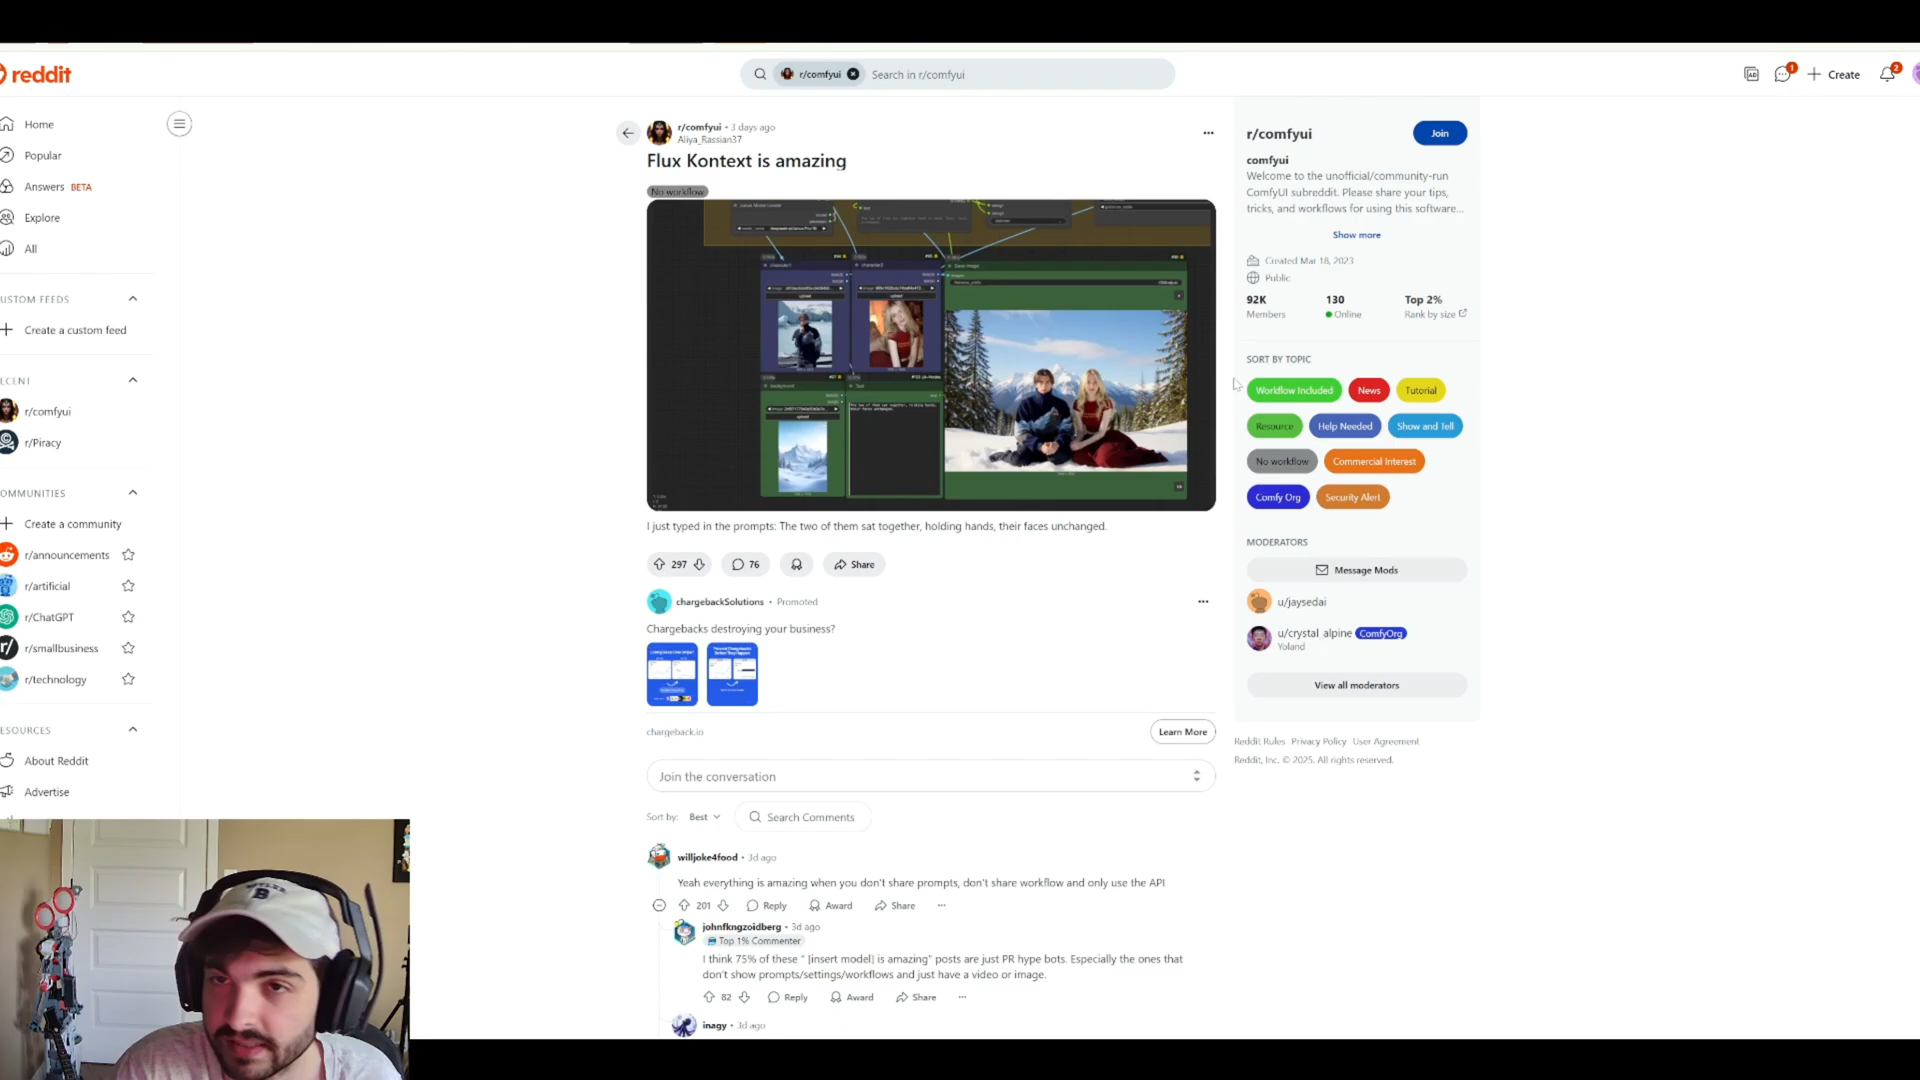 reddit
r/comfyui
Search in r/comfyui
1
Create
2
Home
Popular
Answers BETA
Explore
All
CUSTOM FEEDS
Create a custom feed
RECENT
r/comfyui
r/Piracy
COMMUNITIES
Create a community
r/announcements
r/artificial
r/ChatGPT
r/smallbusiness
r/technology
RESOURCES
About Reddit
Advertise
r/comfyui • 3 days ago
Aliya_Rassian37
Flux Kontext is amazing
No workflow
I just typed in the prompts: The two of them sat together, holding hands, their faces unchanged.
297
76
Share
chargebackSolutions • Promoted
Chargebacks destroying your business?
chargeback.io
Learn More
Join the conversation
Sort by: Best
Search Comments
willjoke4food • 3d ago
Yeah everything is amazing when you don't share prompts, don't share workflow and only use the API
201 Reply Award Share
johnfkngzoidberg • 3d ago
Top 1% Commenter
I think 75% of these " [insert model] is amazing" posts are just PR hype bots. Especially the ones that
don't show prompts/settings/workflows and just have a video or image.
82 Reply Award Share
inagy • 3d ago
r/comfyui
Join
comfyui
Welcome to the unofficial/community-run
ComfyUI subreddit. Please share your tips,
tricks, and workflows for using this software...
Show more
Created Mar 18, 2023
Public
92K 130 Top 2%
Members Online Rank by size
SORT BY TOPIC
Workflow Included News Tutorial
Resource Help Needed Show and Tell
No workflow Commercial Interest
Comfy Org Security Alert
MODERATORS
Message Mods
u/jaysedai
u/crystal_alpine ComfyOrg
Yoland
View all moderators
Reddit Rules Privacy Policy User Agreement
Reddit, Inc. © 2025. All rights reserved.